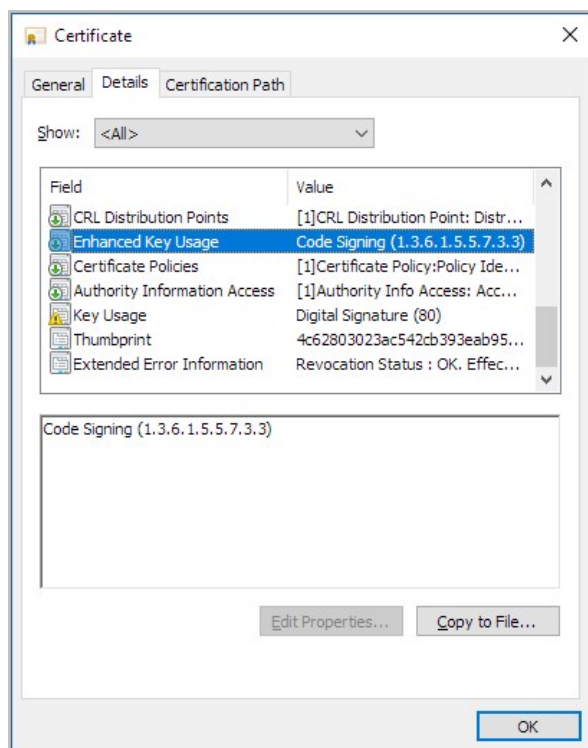 Certificate
General Details Certification Path
Show: <All>
Field Value
CRL Distribution Points [1]CRL Distribution Point: Distr...
Enhanced Key Usage Code Signing (1.3.6.1.5.5.7.3.3)
Certificate Policies [1]Certificate Policy:Policy Ide...
Authority Information Access [1]Authority Info Access: Acc...
Key Usage Digital Signature (80)
Thumbprint 4c62803023ac542cb393eab95...
Extended Error Information Revocation Status : OK. Effec...
Code Signing (1.3.6.1.5.5.7.3.3)
Edit Properties... Copy to File...
OK